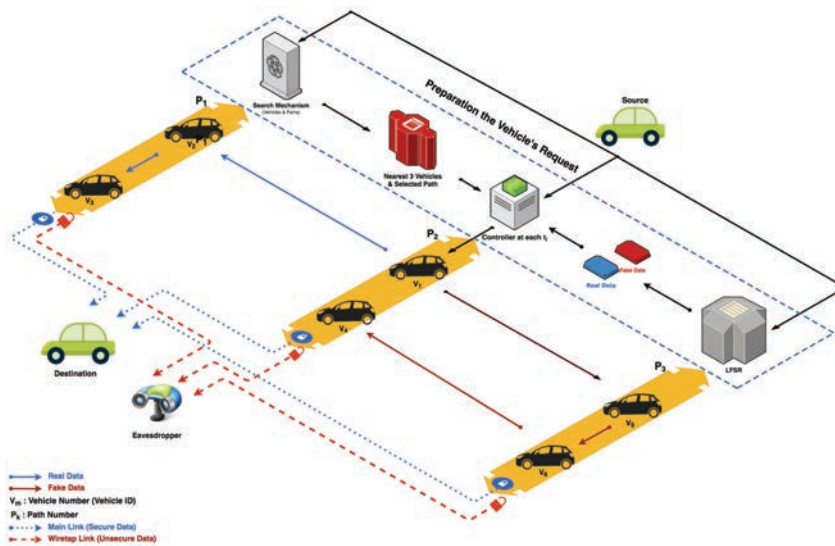 Source
Preparation the Vehicle's Request
Search Mechanism
(Vehicles & Paths)
Nearest 3 Vehicles
& Selected Path
Controller at each tᵢ
Real Data
Fake Data
LFSR
P₁
P₁
V₂
V₃
P₂
V₁
V₄
P₃
V₅
V₆
Destination
Eavesdropper
Real Data
Fake Data
Vₘ : Vehicle Number (Vehicle ID)
Pₖ : Path Number
Main Link (Secure Data)
Wiretap Link (Unsecure Data)